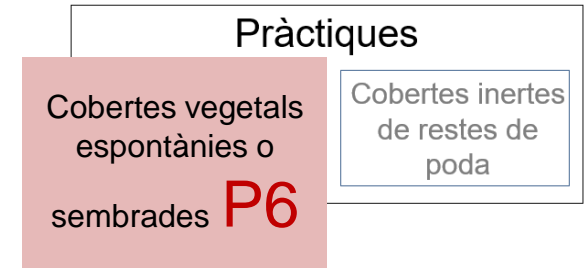 Pràctiques
Cobertes vegetals
espontànies o
sembrades P6
Cobertes inertes
de restes de
poda